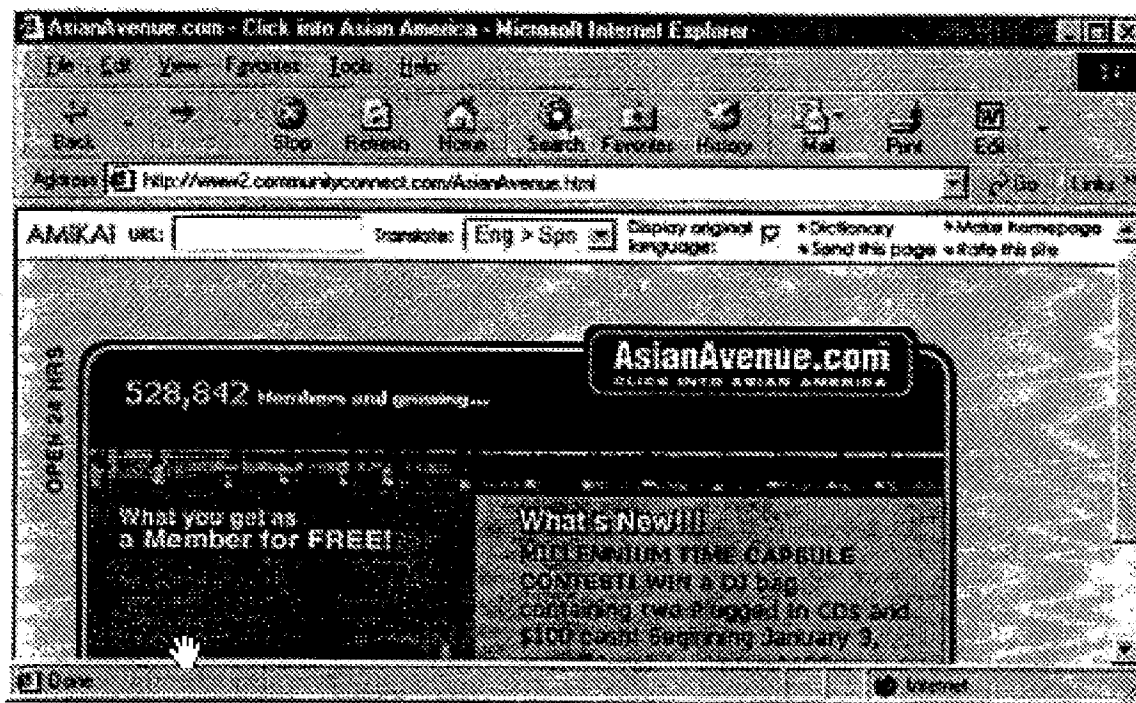 AsianAvenue.com - Click into Asian America - Microsoft Internet Explorer
File Edit View Favorites Tools Help
Back Stop Refresh Home Search Favorites History Mail Print Edit
Address http://www2.communityconnect.com/AsianAvenue.html Go Links
AMIKAI URL: Translate: Eng > Spa Display original language: • Dictionary • Make homepage
• Send this page • Rate this site
OPEN 24 HRS
AsianAvenue.com
CLICK INTO ASIAN AMERICA
528,842 Members and growing...
What you get as
a Member for FREE!
What's New!!!!
MILLENNIUM TIME CAPSULE
CONTEST! WIN A DJ bag
containing two Plugged In CDs and
$100 cash! Beginning January 3,
Done Internet